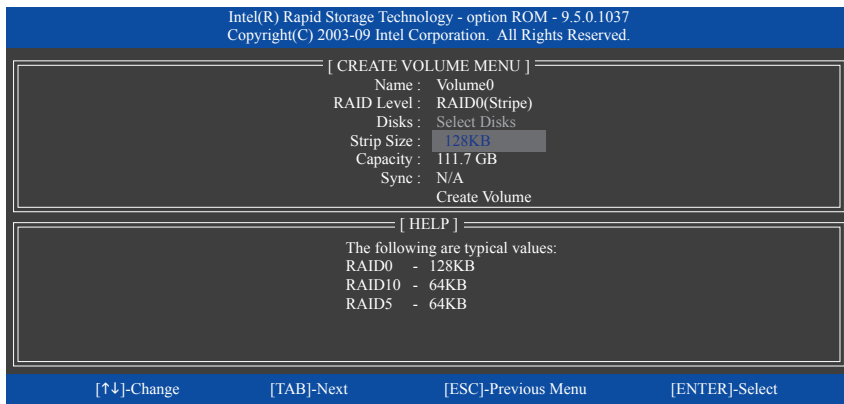 Intel(R) Rapid Storage Technology - option ROM - 9.5.0.1037
Copyright(C) 2003-09 Intel Corporation. All Rights Reserved.
[ CREATE VOLUME MENU ]
Name : Volume0
RAID Level : RAID0(Stripe)
Disks : Select Disks
Strip Size : 128KB
Capacity : 111.7 GB
Sync : N/A
Create Volume
[ HELP ]
The following are typical values:
RAID0 - 128KB
RAID10 - 64KB
RAID5 - 64KB
[↑↓]-Change [TAB]-Next [ESC]-Previous Menu [ENTER]-Select